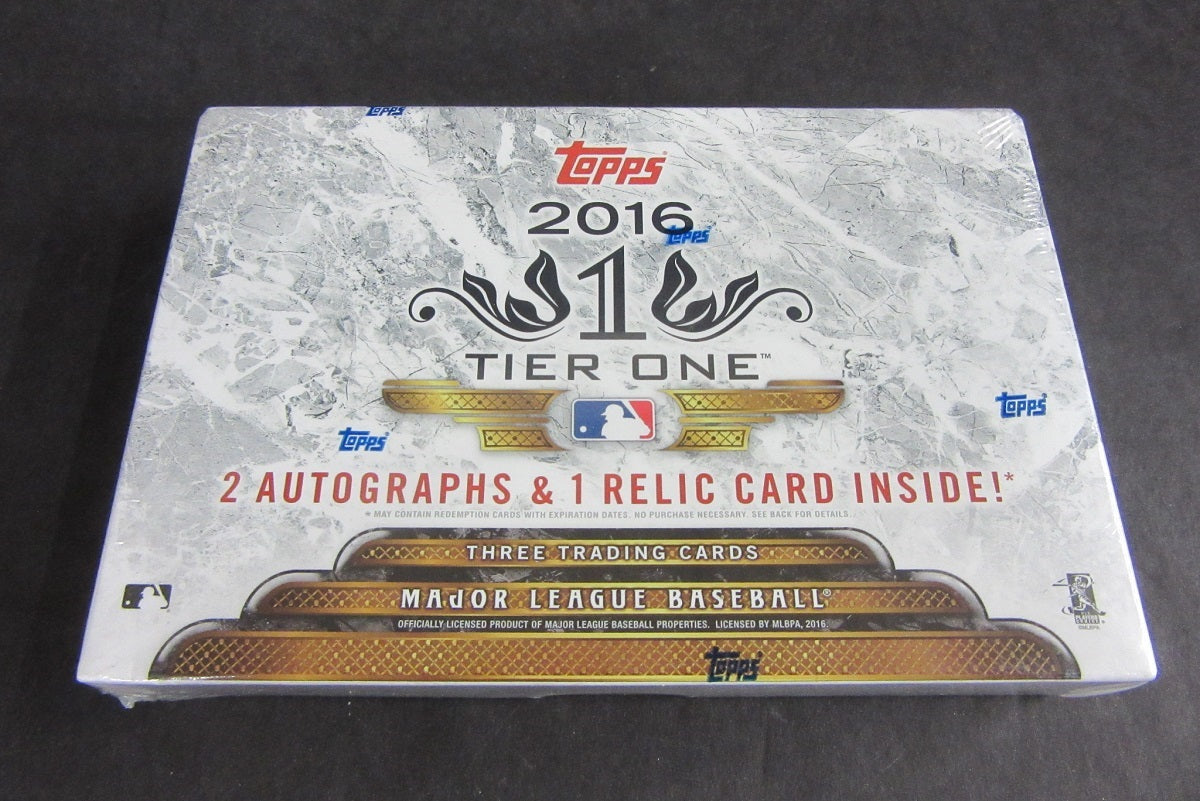 Topps
Topps
2016
Topps
1
TIER ONE™
Topps
Topps
2 AUTOGRAPHS & 1 RELIC CARD INSIDE!*
* MAY CONTAIN REDEMPTION CARDS WITH EXPIRATION DATES. NO PURCHASE NECESSARY. SEE BACK FOR DETAILS.
THREE TRADING CARDS
MAJOR LEAGUE BASEBALL®
OFFICIALLY LICENSED PRODUCT OF MAJOR LEAGUE BASEBALL PROPERTIES. LICENSED BY MLBPA, 2016.
©MLBPA
Topps